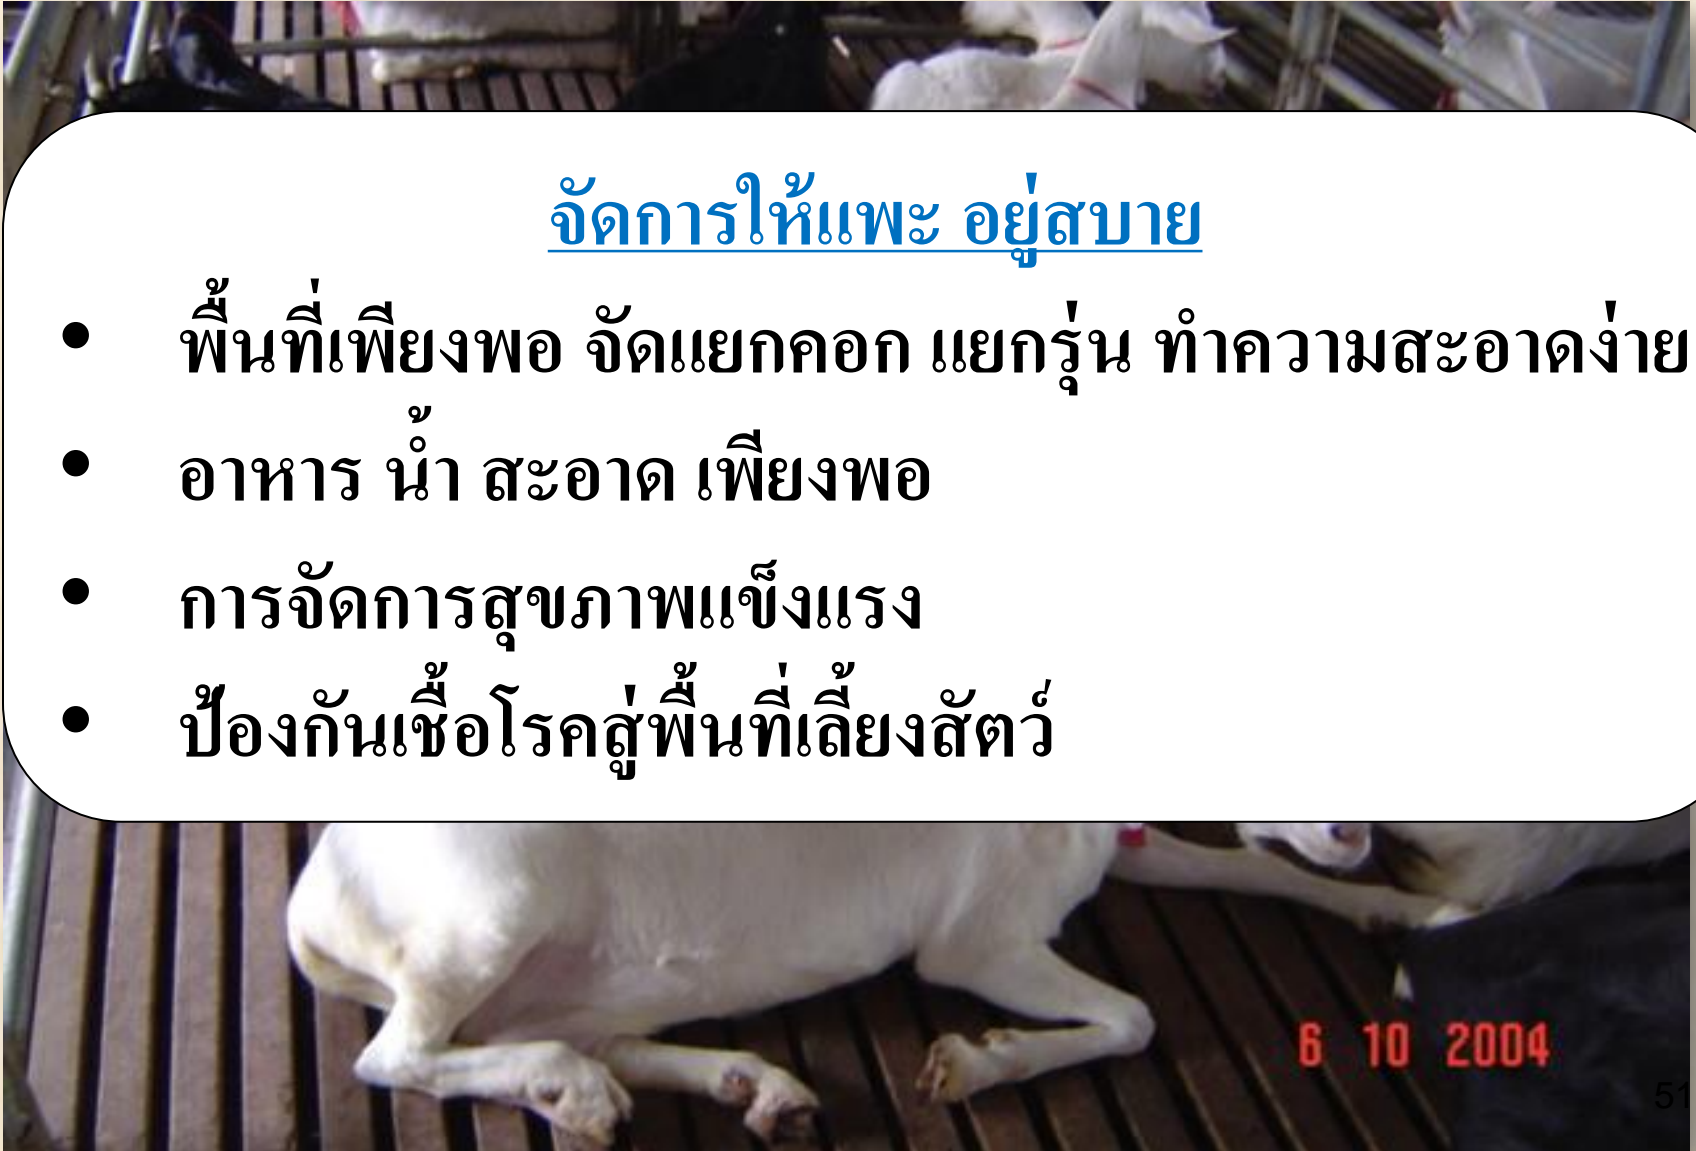 จัดการให้แพะ อยู่สบาย
• พื้นที่เพียงพอ จัดแยกคอก แยกรุ่น ทำความสะอาดง่าย
• อาหาร น้ำ สะอาด เพียงพอ
• การจัดการสุขภาพแข็งแรง
• ป้องกันเชื้อโรคสู่พื้นที่เลี้ยงสัตว์
6 10 2004
51